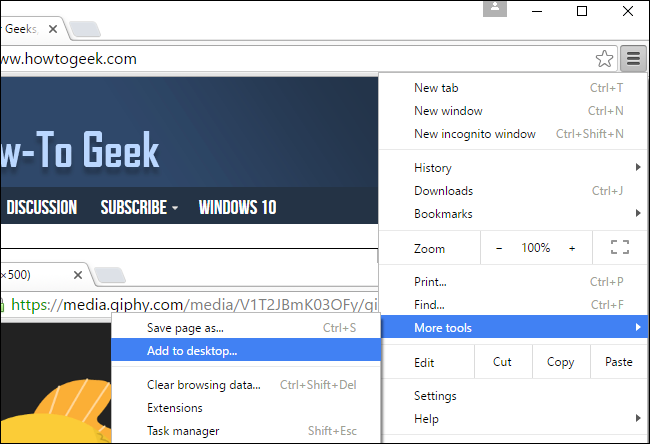 Geeks
ww.howtogeek.com
New tab Ctrl+T
New window Ctrl+N
New incognito window Ctrl+Shift+N
w-To Geek
History
DISCUSSION SUBSCRIBE WINDOWS 10
Downloads Ctrl+J
Bookmarks
Zoom − 100% +
×500)
Print... Ctrl+P
https://media.giphy.com/media/V1T2JBmK03OFy/gi
Find... Ctrl+F
More tools
Save page as... Ctrl+S
Add to desktop...
Edit Cut Copy Paste
Clear browsing data... Ctrl+Shift+Del
Settings
Extensions
Help
Task manager Shift+Esc